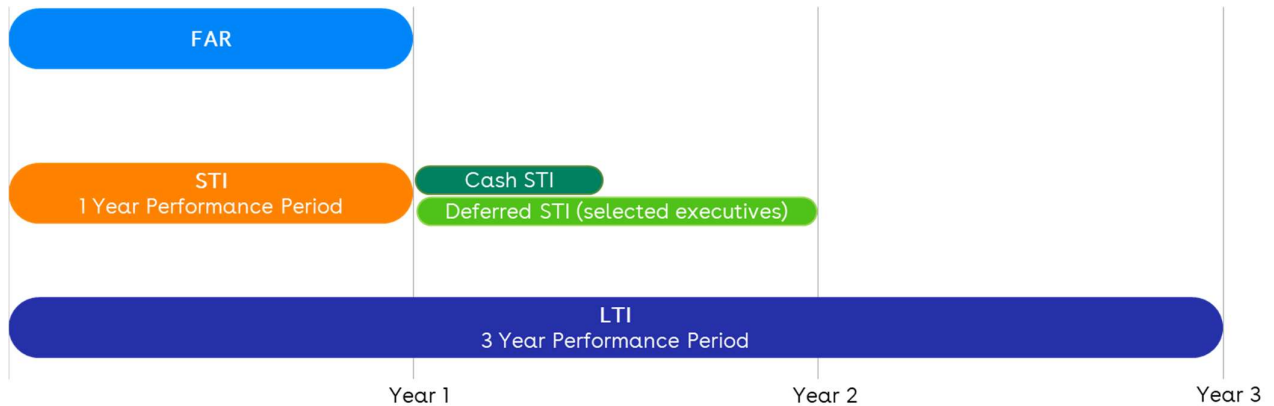 FAR
STI
1 Year Performance Period
Cash STI
Deferred STI (selected executives)
LTI
3 Year Performance Period
Year 1
Year 2
Year 3